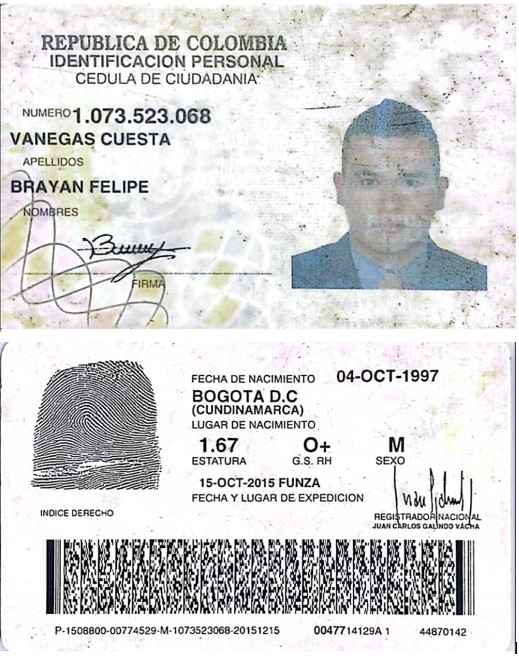 REPUBLICA DE COLOMBIA
IDENTIFICACION PERSONAL
CEDULA DE CIUDADANIA
NUMERO 1.073.523.068
VANEGAS CUESTA
APELLIDOS
BRAYAN FELIPE
NOMBRES
FIRMA
FECHA DE NACIMIENTO 04-OCT-1997
BOGOTA D.C
(CUNDINAMARCA)
LUGAR DE NACIMIENTO
1.67 O+ M
ESTATURA G.S. RH SEXO
15-OCT-2015 FUNZA
FECHA Y LUGAR DE EXPEDICION
INDICE DERECHO
REGISTRADOR NACIONAL
JUAN CARLOS GALINDO VACHA
P-1508800-00774529-M-1073523068-20151215 0047714129A 1 44870142